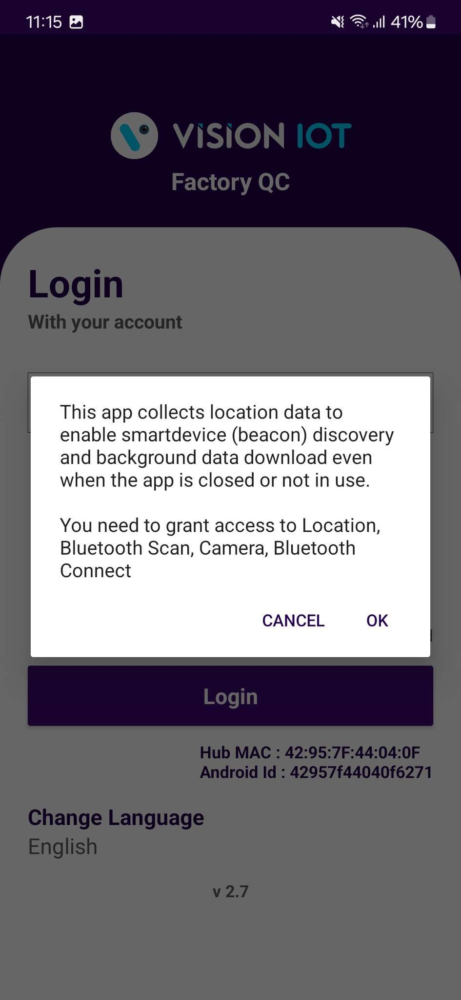 11:15
41%
VISION IOT
Factory QC
Login
With your account
This app collects location data to
enable smartdevice (beacon) discovery
and background data download even
when the app is closed or not in use.
You need to grant access to Location,
Bluetooth Scan, Camera, Bluetooth
Connect
CANCEL OK
Login
Hub MAC : 42:95:7F:44:04:0F
Android Id : 42957f44040f6271
Change Language
English
v 2.7